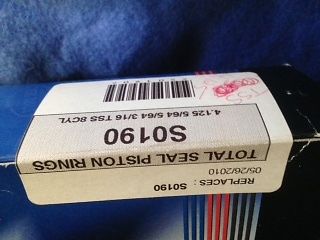 REPLACES: S0190
05/26/2010
TOTAL SEAL PISTON RINGS
S0190
4.125 5/64 5/64 3/16 TSS 8CYL
TSS